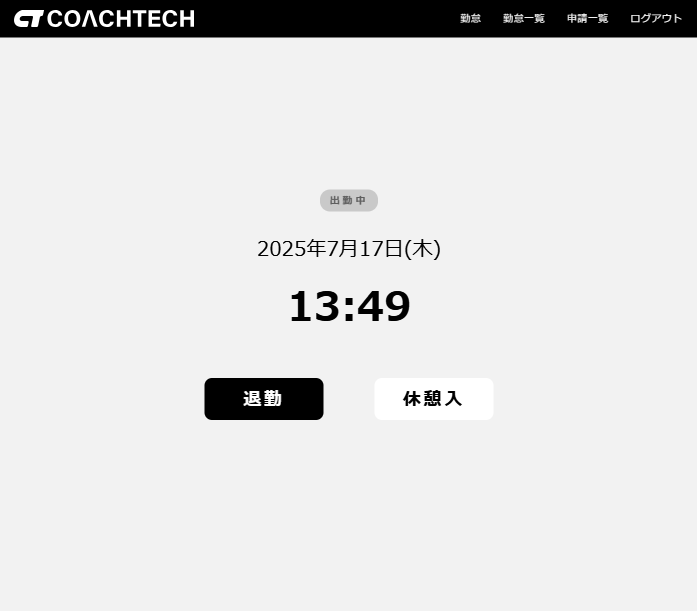 COACHTECH
勤怠 勤怠一覧 申請一覧 ログアウト
出勤中
2025年7月17日(木)
13:49
退勤 休憩入